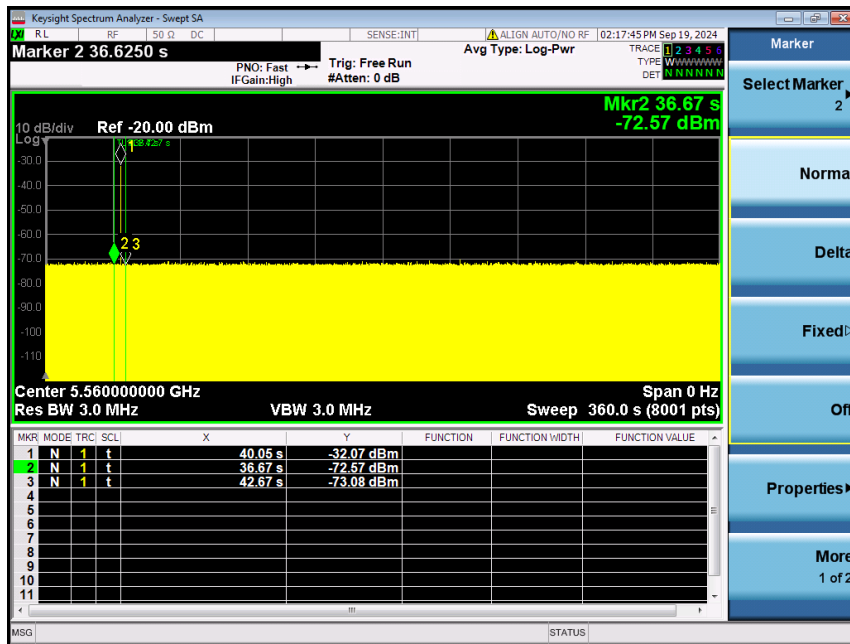 Keysight Spectrum Analyzer - Swept SA
LXI RL RF 50 Ω DC SENSE:INT ALIGN AUTO/NO RF 02:17:45 PM Sep 19, 2024
Marker 2 36.6250 s
PNO: Fast
IFGain:High
Trig: Free Run
#Atten: 0 dB
Avg Type: Log-Pwr
TRACE 1 2 3 4 5 6
TYPE WWWWWW
DET N N N N N N
Mkr2 36.67 s
-72.57 dBm
10 dB/div Ref -20.00 dBm
Log
1
-30.0
-40.0
-50.0
-60.0
2 3
-70.0
-80.0
-90.0
-100
-110
Center 5.560000000 GHz Span 0 Hz
Res BW 3.0 MHz VBW 3.0 MHz Sweep 360.0 s (8001 pts)
MKR MODE TRC SCL X Y FUNCTION FUNCTION WIDTH FUNCTION VALUE
1 N 1 t 40.05 s -32.07 dBm
2 N 1 t 36.67 s -72.57 dBm
3 N 1 t 42.67 s -73.08 dBm
4
5
6
7
8
9
10
11
MSG STATUS
Marker
Select Marker
2
Norma
Delta
Fixed
Off
Properties
More
1 of 2